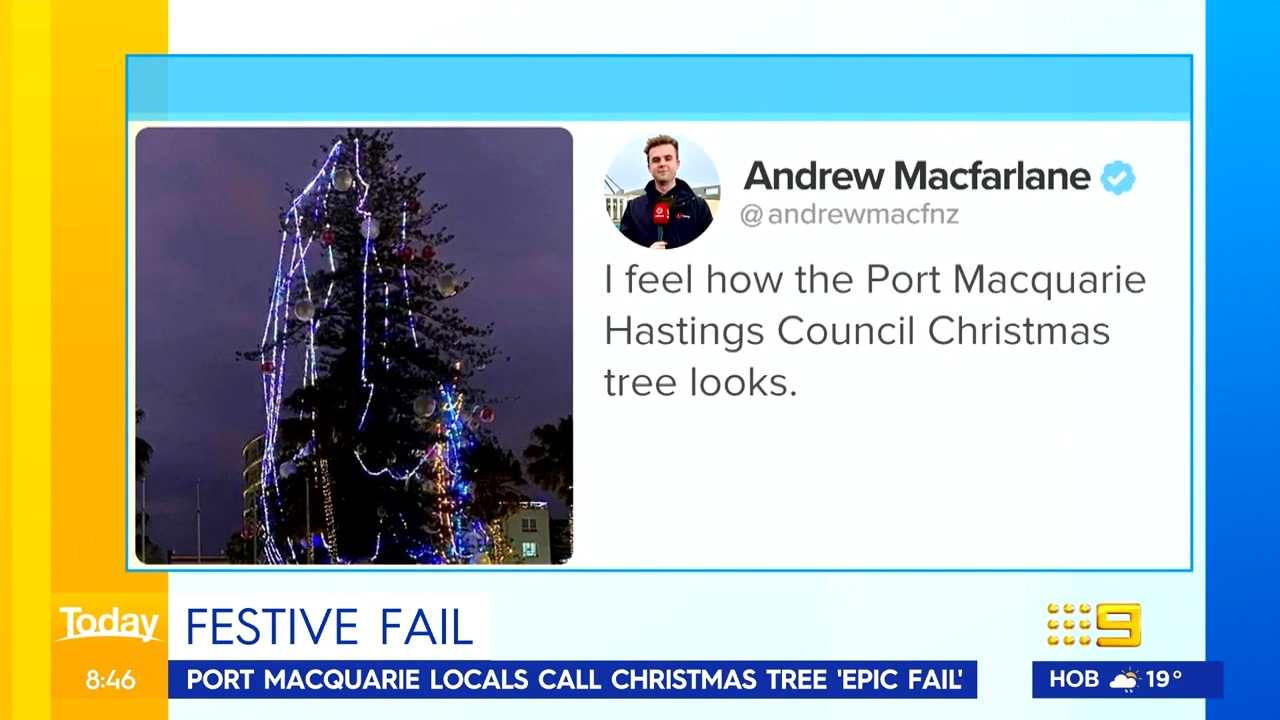 Andrew Macfarlane
@andrewmacfnz
I feel how the Port Macquarie
Hastings Council Christmas
tree looks.
Today
FESTIVE FAIL
9
8:46
PORT MACQUARIE LOCALS CALL CHRISTMAS TREE 'EPIC FAIL'
HOB 19°